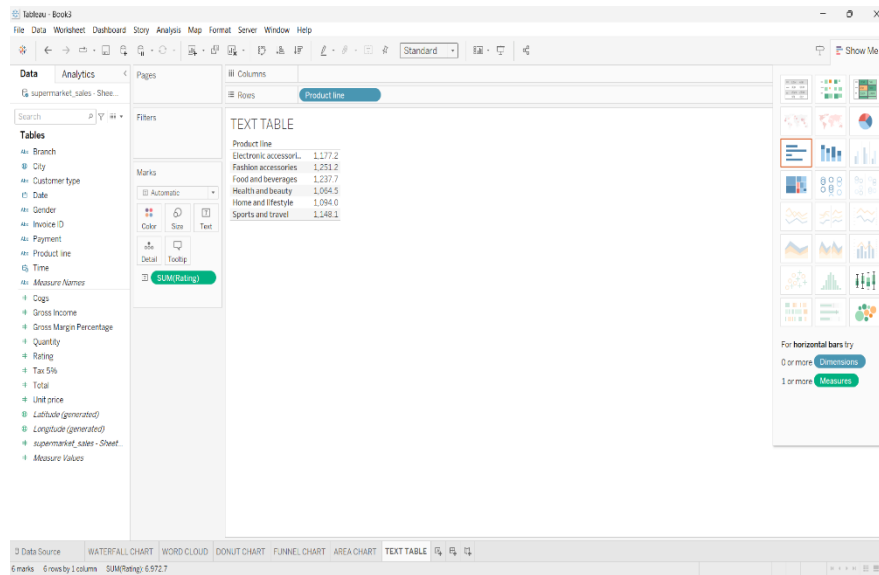 Tableau - Book3
File Data Worksheet Dashboard Story Analysis Map Format Server Window Help
Standard
Show Me
Data Analytics
supermarket_sales - Shee...
Search
Tables
Abc Branch
City
Abc Customer type
Date
Abc Gender
Abc Invoice ID
Abc Payment
Abc Product line
Time
Abc Measure Names
Cogs
Gross Income
Gross Margin Percentage
Quantity
Rating
Tax 5%
Total
Unit price
Latitude (generated)
Longitude (generated)
supermarket_sales - Sheet...
Measure Values
Pages
Filters
Marks
Automatic
Color Size Text
Detail Tooltip
SUM(Rating)
Columns
Rows Product line
TEXT TABLE
Product line
Electronic accessori.. 1,177.2
Fashion accessories 1,251.2
Food and beverages 1,237.7
Health and beauty 1,064.5
Home and lifestyle 1,094.0
Sports and travel 1,148.1
For horizontal bars try
0 or more Dimensions
1 or more Measures
Data Source WATERFALL CHART WORD CLOUD DONUT CHART FUNNEL CHART AREA CHART TEXT TABLE
6 marks 6 rows by 1 column SUM(Rating): 6,972.7